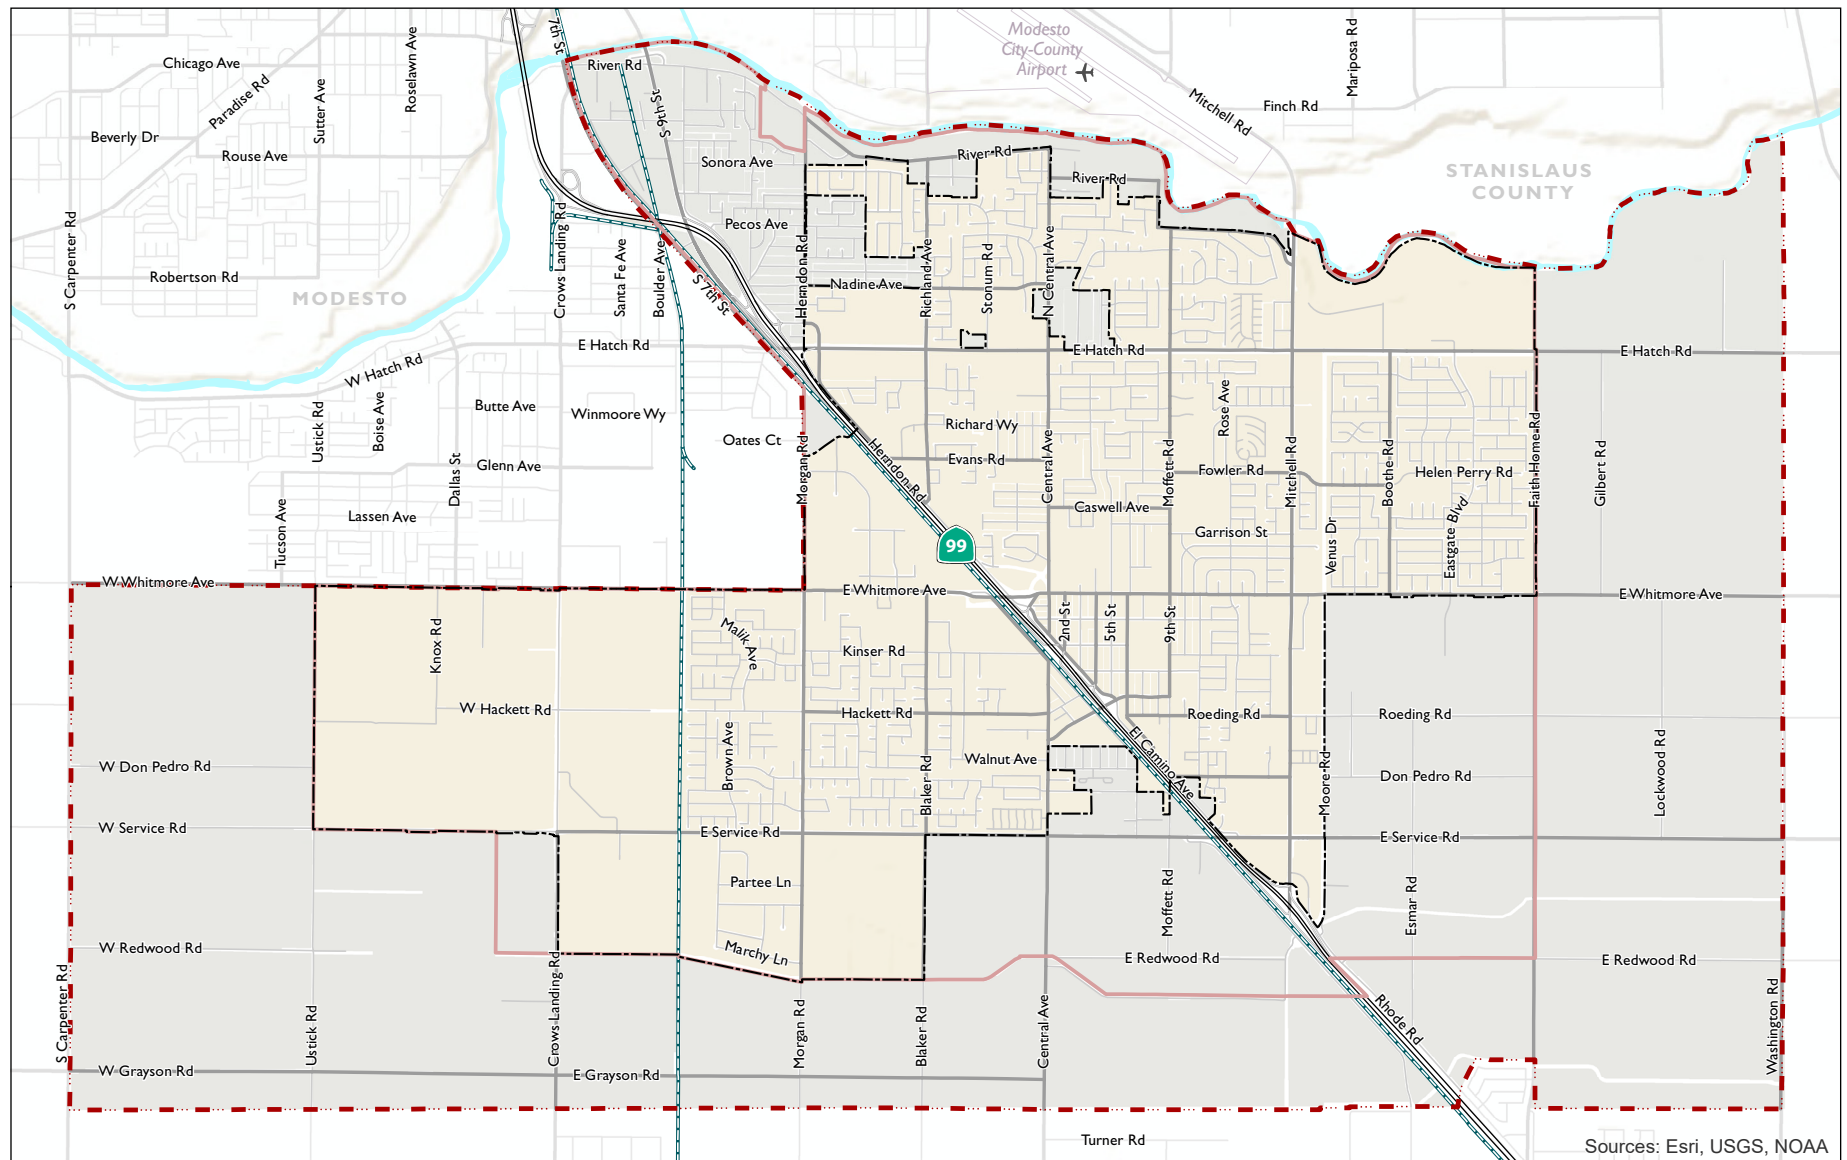 7th St
River Rd
Modesto
City-County
Airport
Mariposa Rd
Chicago Ave
Paradise Rd
Sutter Ave
Roselawn Ave
S 9th St
Mitchell Rd
Finch Rd
Beverly Dr
Rouse Ave
Sonora Ave
River Rd
River Rd
STANISLAUS
COUNTY
S Carpenter Rd
Crows Landing Rd
Santa Fe Ave
Boulder Ave
Pecos Ave
Herndon Rd
Richland Ave
Stonum Rd
N Central Ave
Robertson Rd
MODESTO
S 7th St
Nadine Ave
E Hatch Rd
E Hatch Rd
E Hatch Rd
W Hatch Rd
Ustick Rd
Boise Ave
Butte Ave
Winmoore Wy
Oates Ct
Richard Wy
Rose Ave
Dallas St
Glenn Ave
Morgan Rd
Herndon Rd
Evans Rd
Central Ave
Moffett Rd
Fowler Rd
Mitchell Rd
Boothe Rd
Helen Perry Rd
Faith Home Rd
Gilbert Rd
Tucson Ave
Lassen Ave
Caswell Ave
Garrison St
Venus Dr
Eastgate Blvd
99
W Whitmore Ave
E Whitmore Ave
E Whitmore Ave
Knox Rd
Malik Ave
Kinser Rd
2nd St
5th St
9th St
W Hackett Rd
Hackett Rd
Roeding Rd
Roeding Rd
Brown Ave
Walnut Ave
El Camino Ave
Blaker Rd
Moore Rd
Lockwood Rd
W Don Pedro Rd
Don Pedro Rd
W Service Rd
E Service Rd
E Service Rd
Partee Ln
Moffett Rd
Esmar Rd
W Redwood Rd
Marchy Ln
E Redwood Rd
E Redwood Rd
S Carpenter Rd
Ustick Rd
Crows Landing Rd
Morgan Rd
Blaker Rd
Central Ave
Rhode Rd
Washington Rd
W Grayson Rd
E Grayson Rd
Turner Rd
Sources: Esri, USGS, NOAA